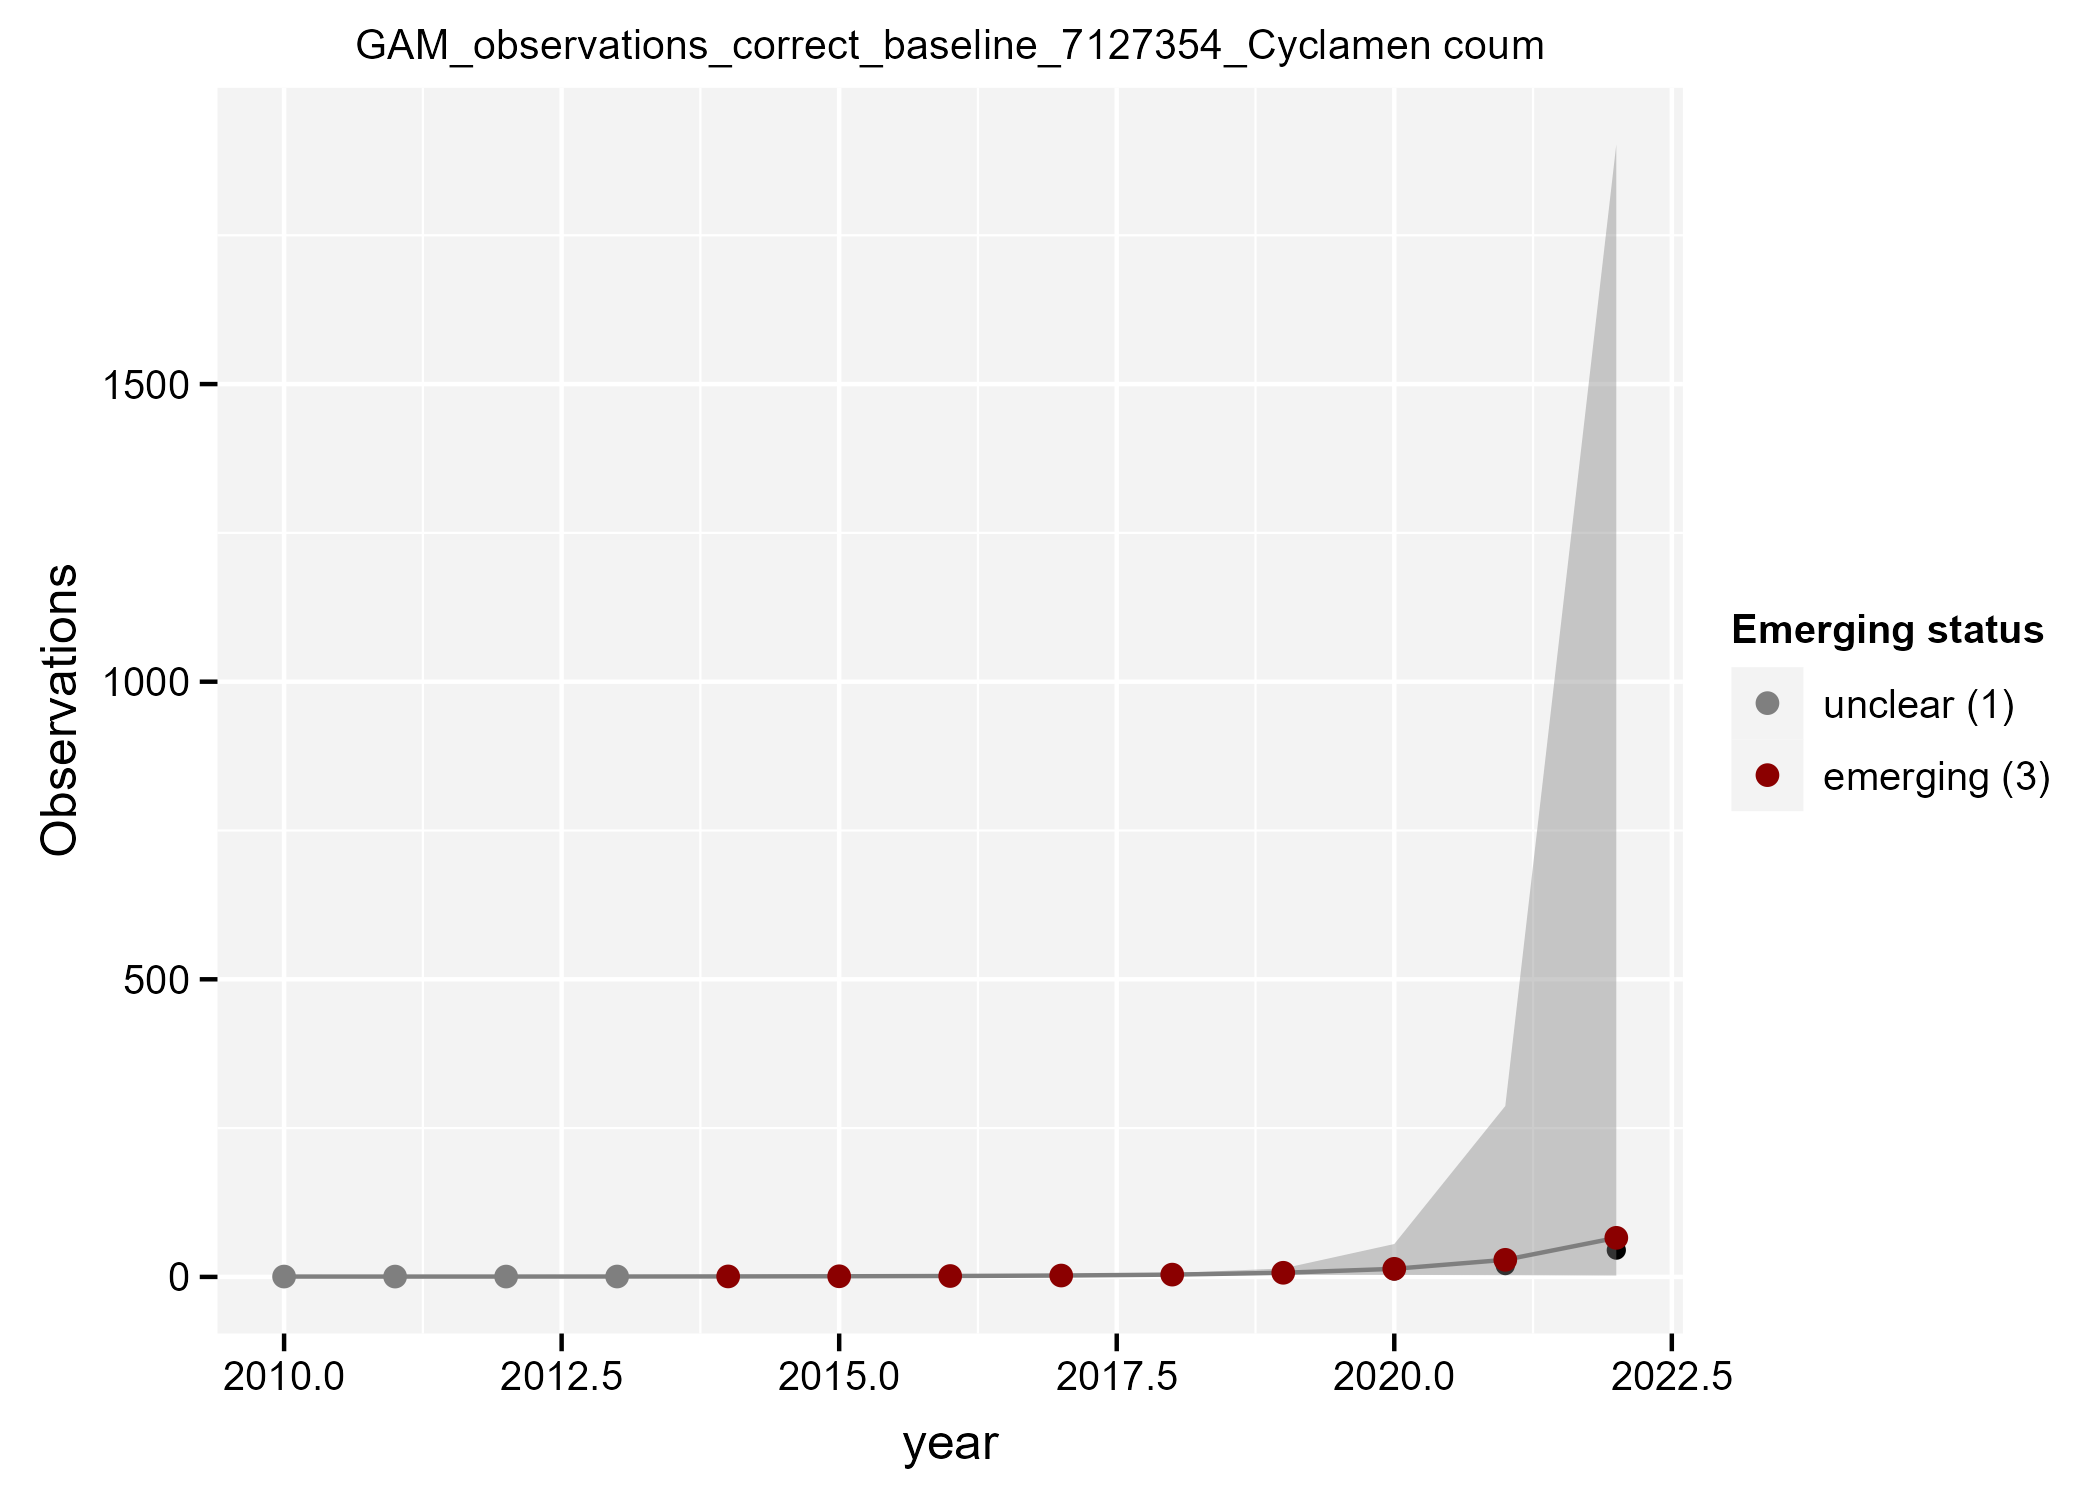 GAM_observations_correct_baseline_7127354_Cyclamen coum
Observations
1500
1000
500
0
2010.0 2012.5 2015.0 2017.5 2020.0 2022.5
year
Emerging status
unclear (1)
emerging (3)